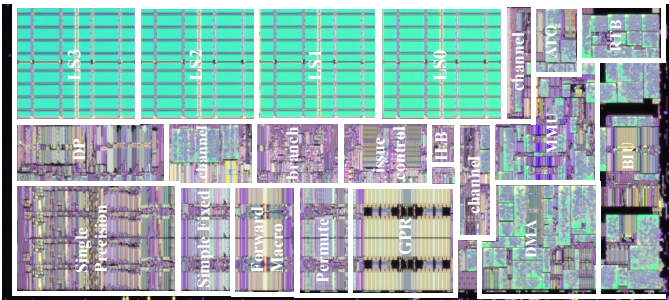 LS3
LS2
LS1
LS0
channel
ATO
RTB
DP
channel
branch
issue
control
ILB
channel
MMU
BIU
Single
Precision
Simple Fixed
Forward
Macro
Permute
GPR
DMA